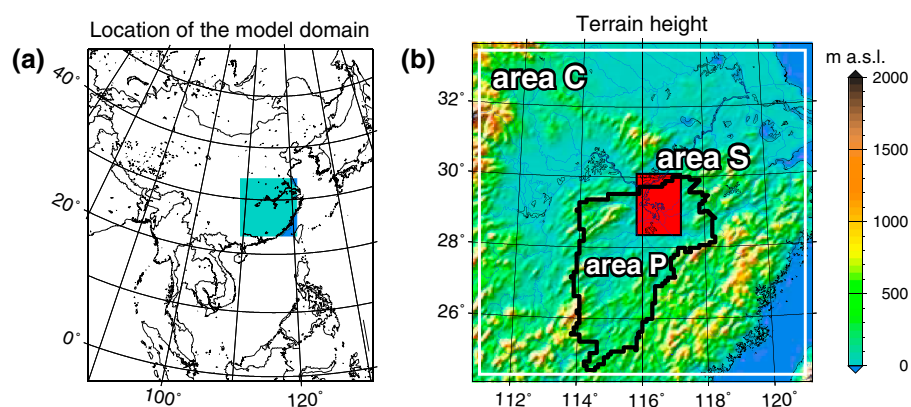 Location of the model domain
(a)
40°
20°
0°
100°
120°
Terrain height
(b)
area C
area S
area P
32°
30°
28°
26°
112°
114°
116°
118°
120°
m a.s.l.
2000
1500
1000
500
0